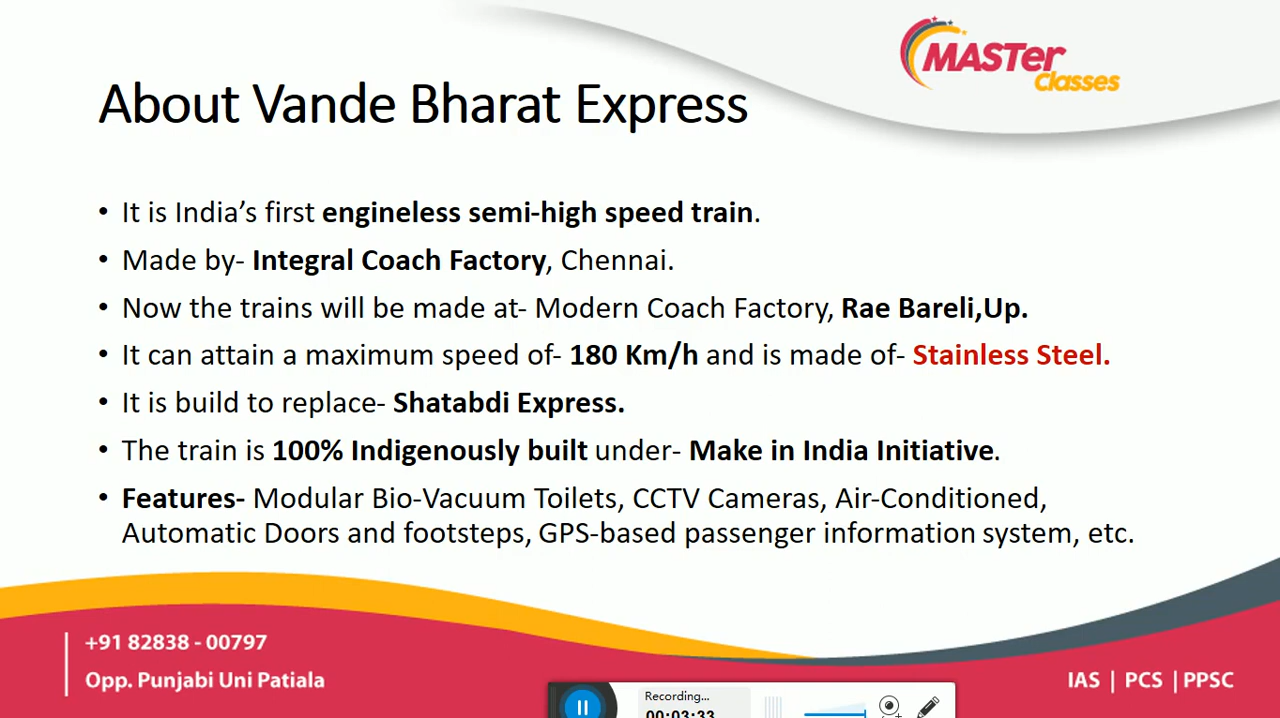 MASTer
Classes
About Vande Bharat Express
• It is India’s first engineless semi-high speed train.
• Made by- Integral Coach Factory, Chennai.
• Now the trains will be made at- Modern Coach Factory, Rae Bareli,Up.
• It can attain a maximum speed of- 180 Km/h and is made of- Stainless Steel.
• It is build to replace- Shatabdi Express.
• The train is 100% Indigenously built under- Make in India Initiative.
• Features- Modular Bio-Vacuum Toilets, CCTV Cameras, Air-Conditioned,
Automatic Doors and footsteps, GPS-based passenger information system, etc.
+91 82838 - 00797
Opp. Punjabi Uni Patiala
IAS | PCS | PPSC
Recording...
00:03:33